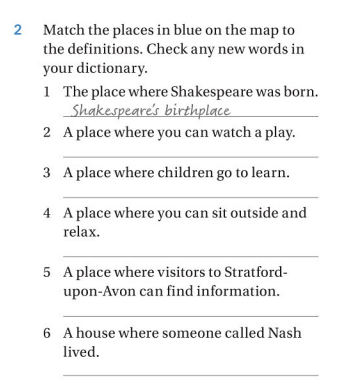 2 Match the places in blue on the map to
the definitions. Check any new words in
your dictionary.
1 The place where Shakespeare was born.
Shakespeare's birthplace
2 A place where you can watch a play.
3 A place where children go to learn.
4 A place where you can sit outside and
relax.
5 A place where visitors to Stratford-
upon-Avon can find information.
6 A house where someone called Nash
lived.